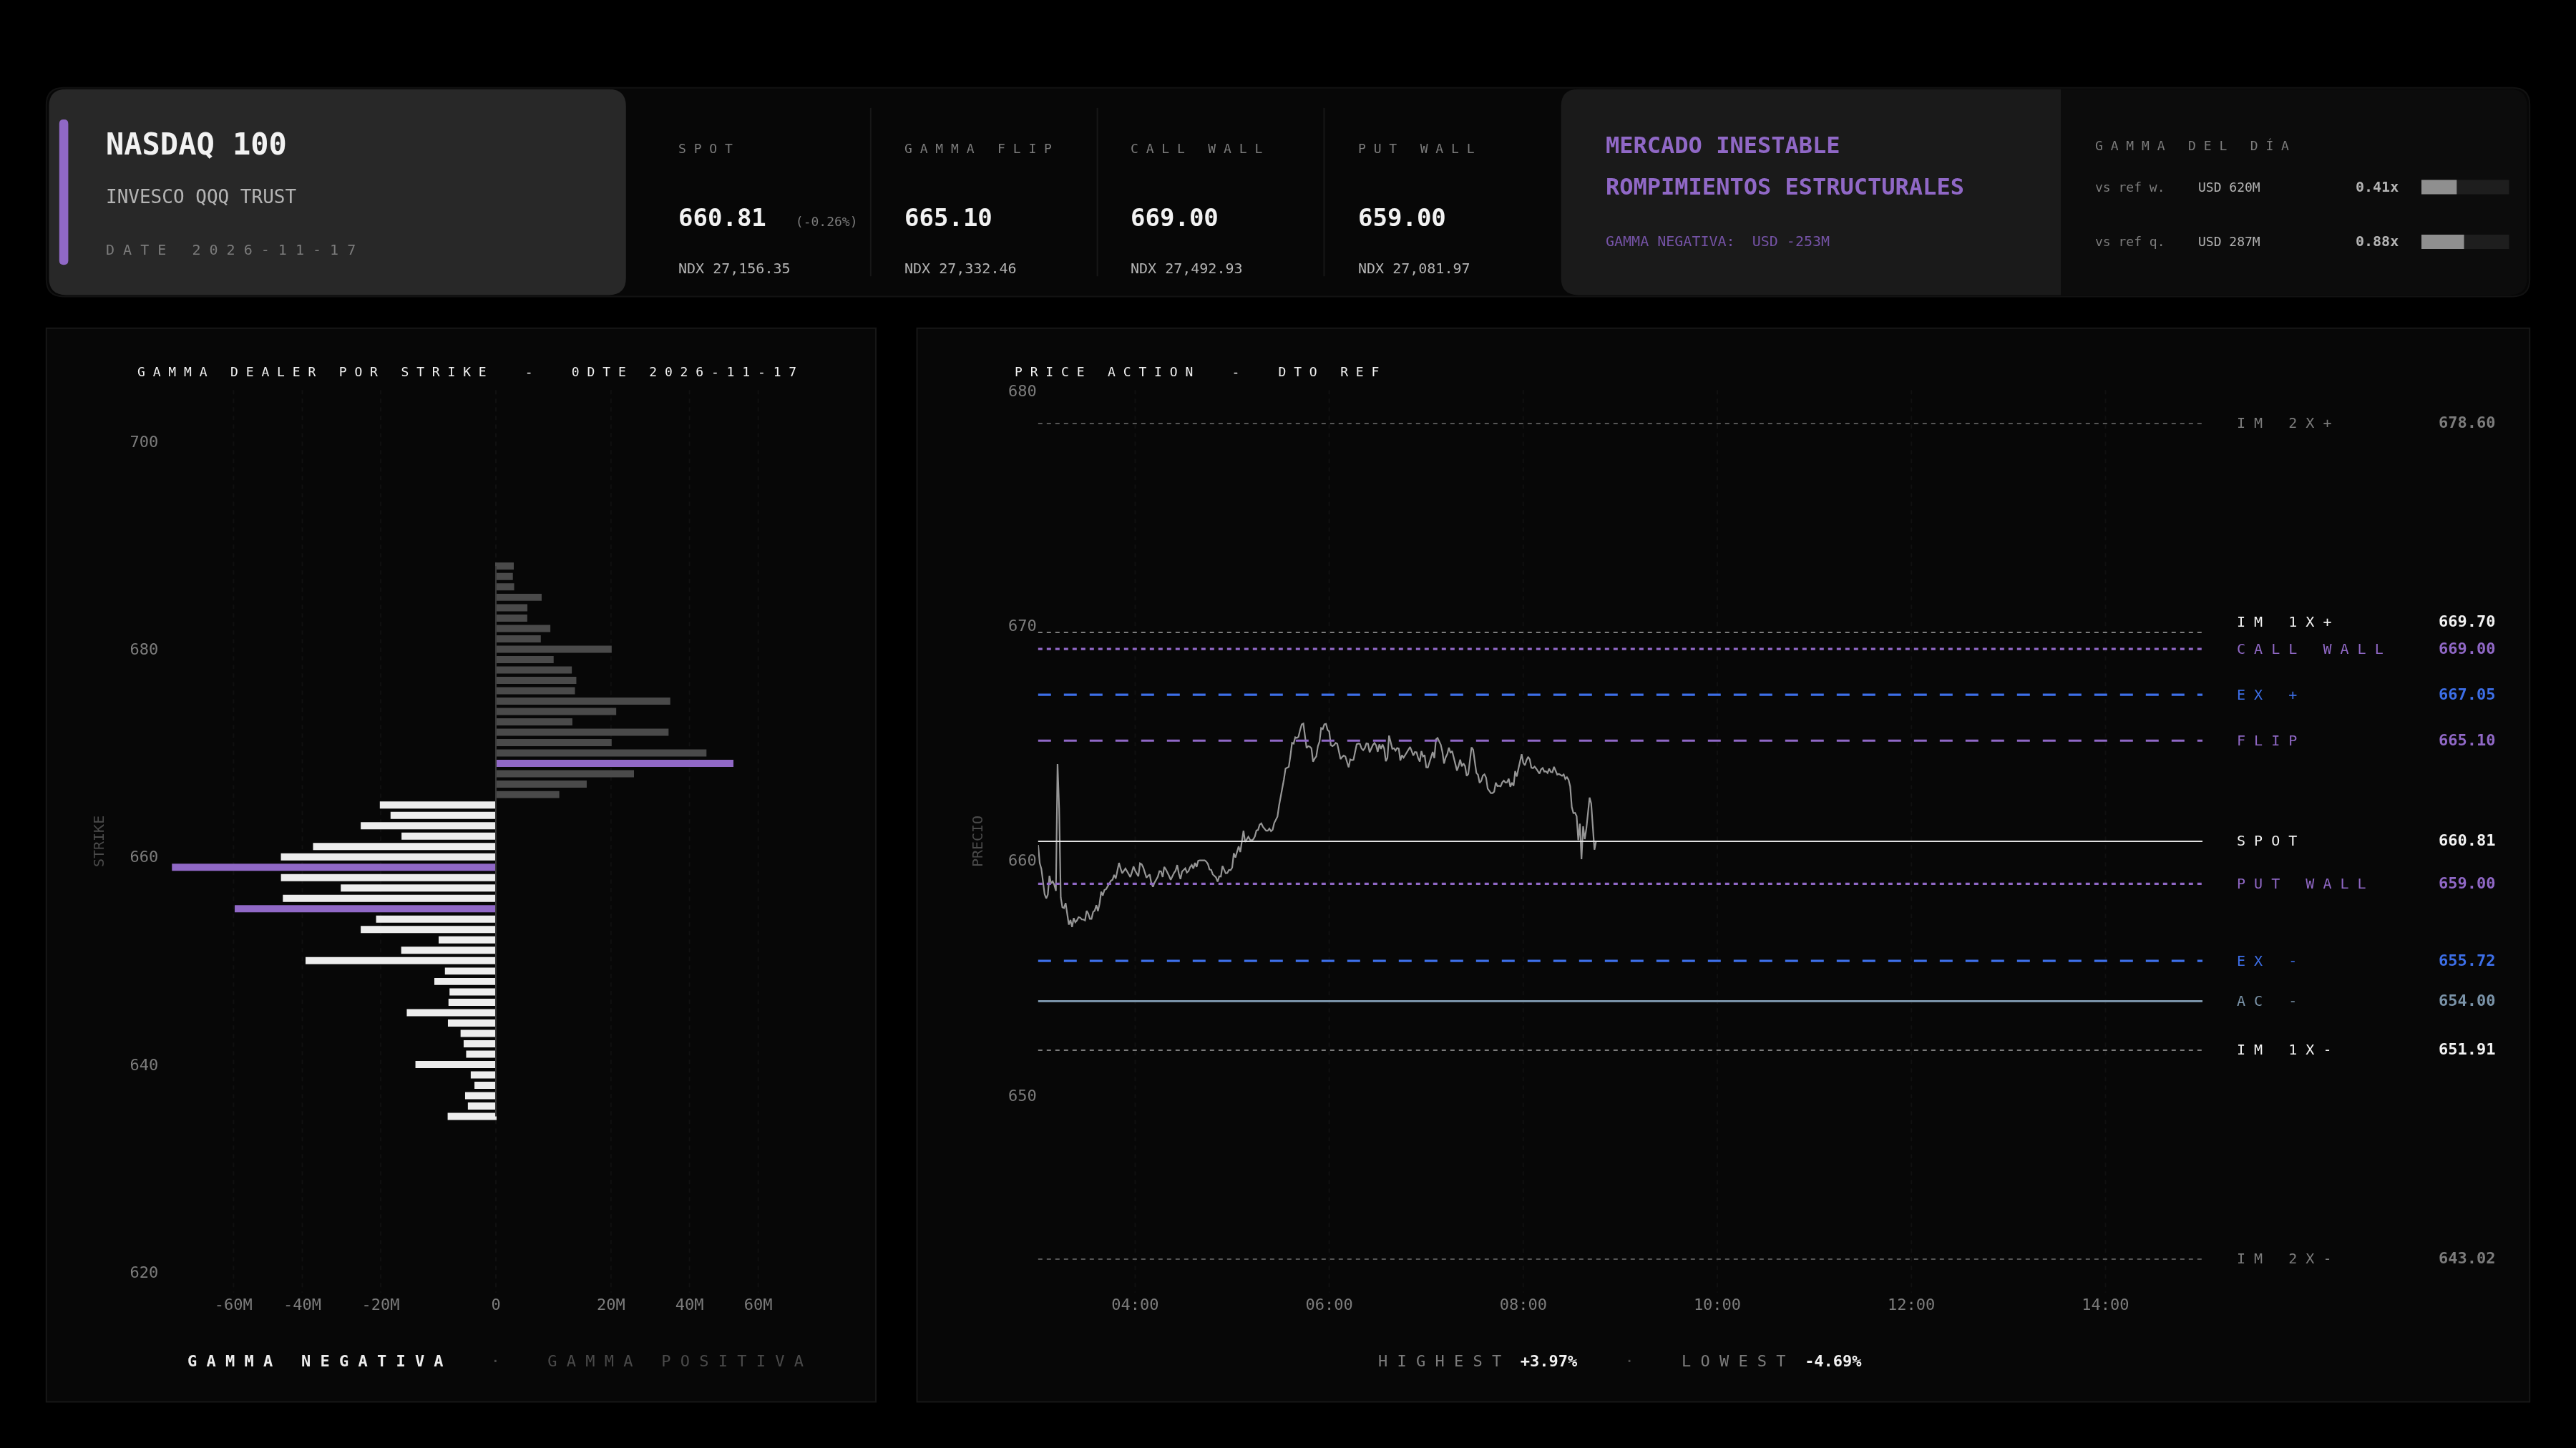 NASDAQ 100
INVESCO QQQ TRUST
DATE 2026-11-17
SPOT
660.81 (-0.26%)
NDX 27,156.35
GAMMA FLIP
665.10
NDX 27,332.46
CALL WALL
669.00
NDX 27,492.93
PUT WALL
659.00
NDX 27,081.97
MERCADO INESTABLE
ROMPIMIENTOS ESTRUCTURALES
GAMMA NEGATIVA: USD -253M
GAMMA DEL DÍA
vs ref w. USD 620M 0.41x
vs ref q. USD 287M 0.88x
GAMMA DEALER POR STRIKE - 0DTE 2026-11-17
STRIKE
700
680
660
640
620
-60M -40M -20M 0 20M 40M 60M
GAMMA NEGATIVA · GAMMA POSITIVA
PRICE ACTION - DTO REF
PRECIO
680
670
660
650
IM 2X+ 678.60
IM 1X+ 669.70
CALL WALL 669.00
EX + 667.05
FLIP 665.10
SPOT 660.81
PUT WALL 659.00
EX - 655.72
AC - 654.00
IM 1X- 651.91
IM 2X- 643.02
04:00 06:00 08:00 10:00 12:00 14:00
HIGHEST +3.97% · LOWEST -4.69%